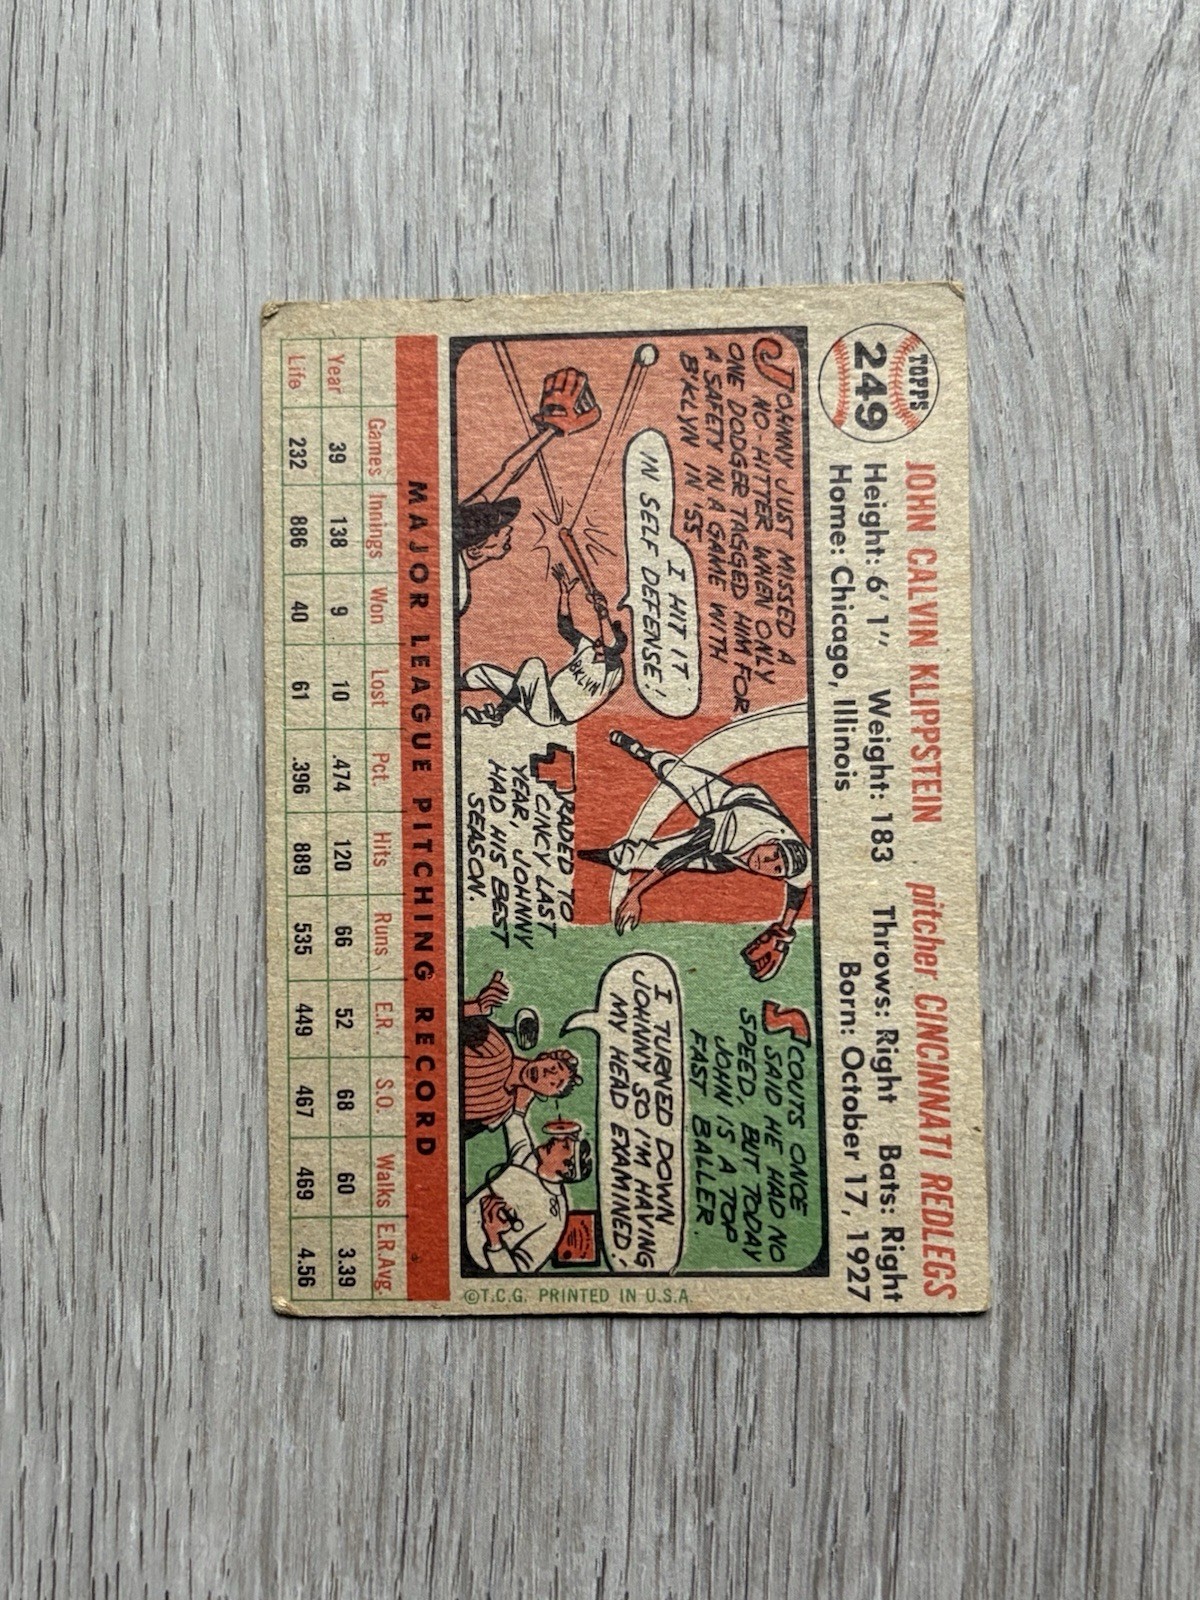 TOPPS
249
JOHN CALVIN KLIPPSTEIN pitcher CINCINNATI REDLEGS
Height: 6' 1" Weight: 183 Throws: Right Bats: Right
Home: Chicago, Illinois Born: October 17, 1927
JOHNNY JUST MISSED A
NO-HITTER WHEN ONLY
ONE DODGER TAGGED HIM FOR
A SAFETY IN A GAME WITH
B'KLYN IN '55
I HIT IT
IN SELF DEFENSE!
BKLYN
TRADED TO
CINCY LAST
YEAR, JOHNNY
HAD HIS BEST
SEASON.
SCOUTS ONCE
SAID HE HAD NO
SPEED, BUT TODAY
JOHN IS A TOP
FAST BALLER.
I TURNED DOWN
JOHNNY SO I'M HAVING
MY HEAD EXAMINED!
©T.C.G. PRINTED IN U.S.A.
MAJOR LEAGUE PITCHING RECORD
Games Innings Won Lost Pct. Hits Runs E.R. S.O. Walks E.R.Avg.
Year 39 138 9 10 .474 120 66 52 68 60 3.39
Life 232 886 40 61 .396 889 535 449 467 469 4.56